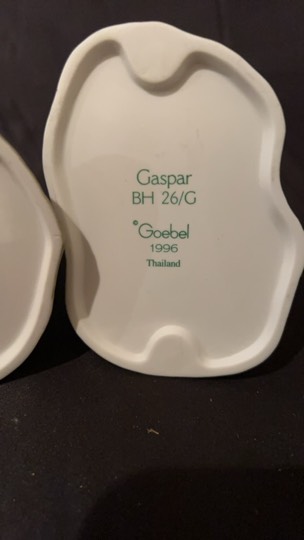 Gaspar
BH 26/G
©Goebel
1996
Thailand